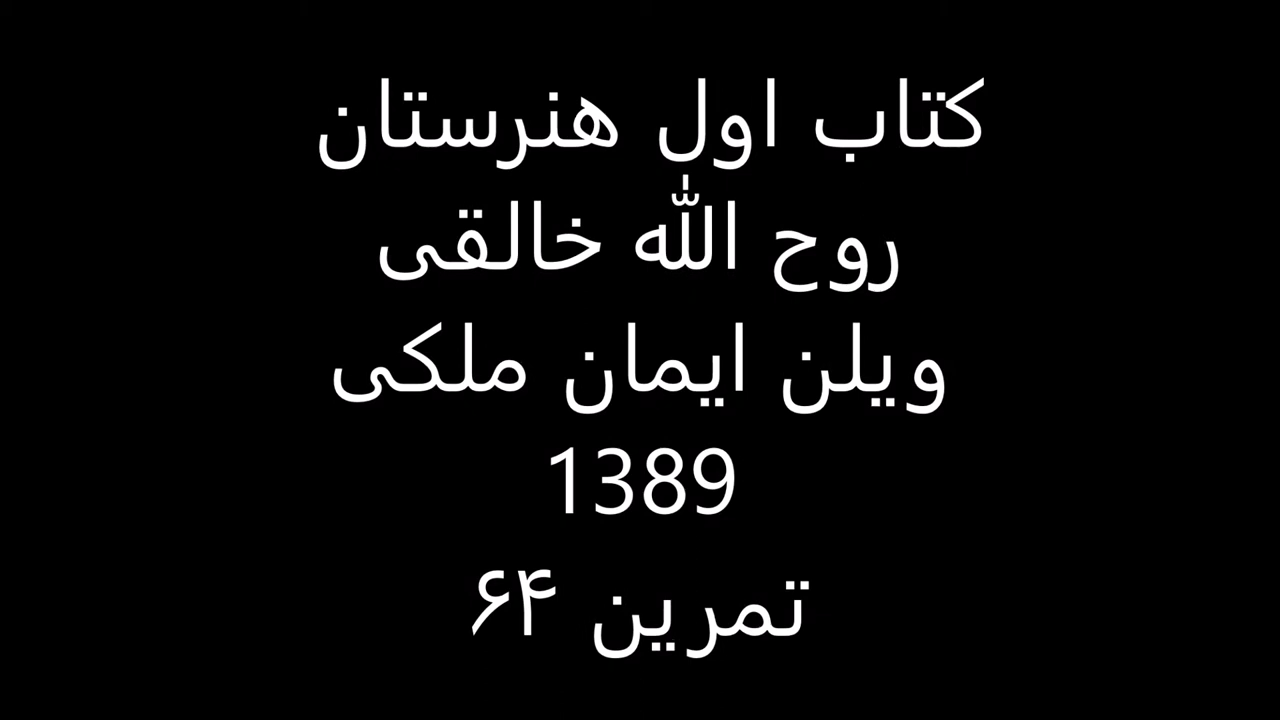 کتاب اول هنرستان
روح الله خالقی
ویلن ایمان ملکی
1389
تمرین ۶۴